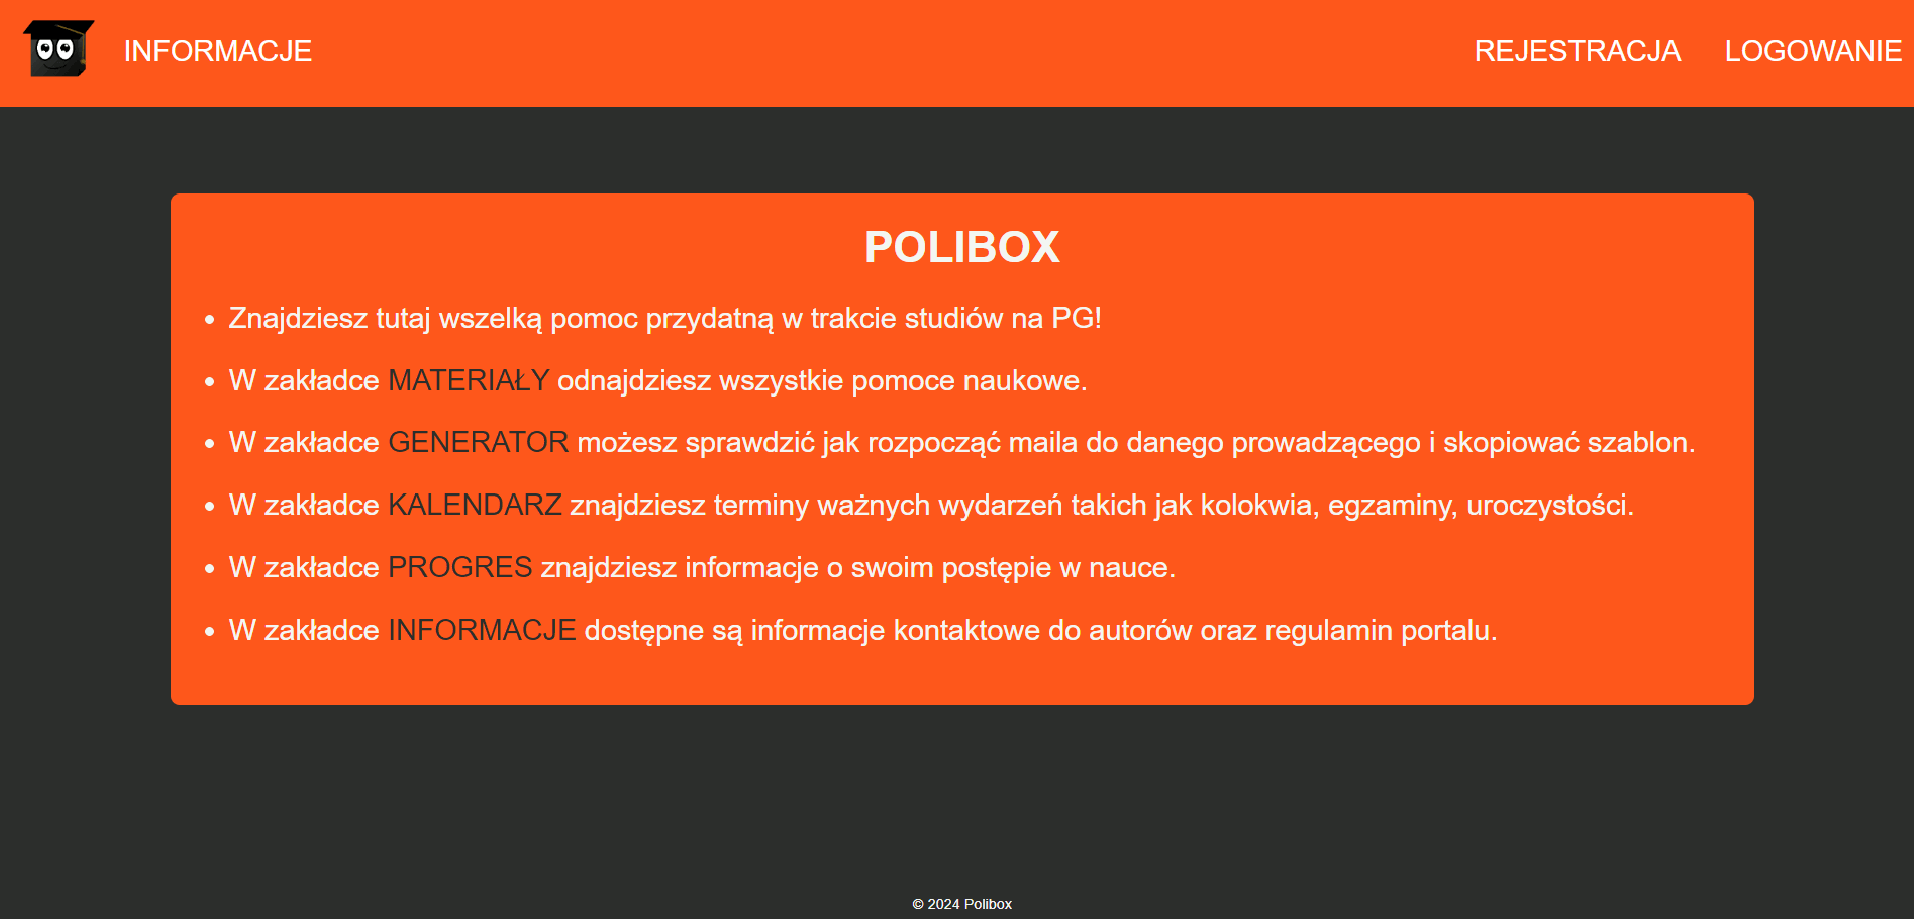 INFORMACJE REJESTRACJA LOGOWANIE
POLIBOX
• Znajdziesz tutaj wszelką pomoc przydatną w trakcie studiów na PG!
• W zakładce MATERIAŁY odnajdziesz wszystkie pomoce naukowe.
• W zakładce GENERATOR możesz sprawdzić jak rozpocząć maila do danego prowadzącego i skopiować szablon.
• W zakładce KALENDARZ znajdziesz terminy ważnych wydarzeń takich jak kolokwia, egzaminy, uroczystości.
• W zakładce PROGRES znajdziesz informacje o swoim postępie w nauce.
• W zakładce INFORMACJE dostępne są informacje kontaktowe do autorów oraz regulamin portalu.
© 2024 Polibox